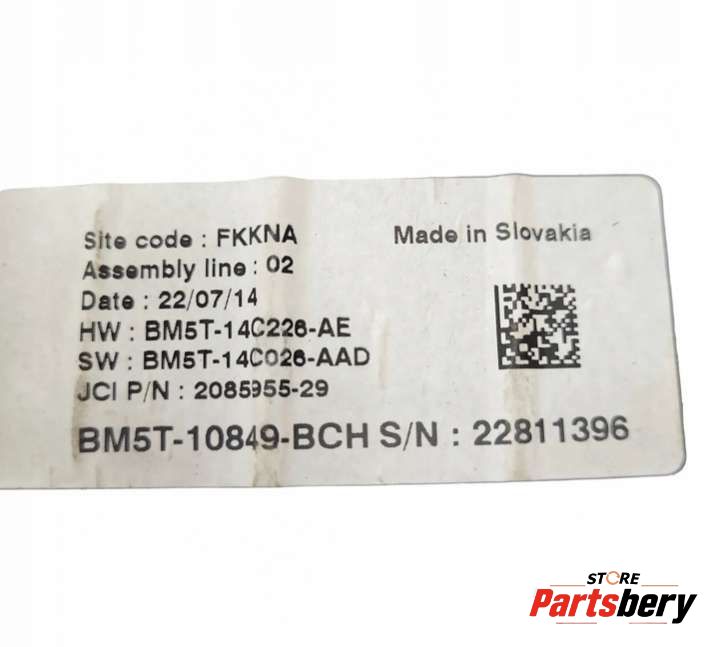 Site code : FKKNA
Made in Slovakia
Assembly line : 02
Date : 22/07/14
HW : BM5T-14C226-AE
SW : BM5T-14C026-AAD
JCI P/N : 2085955-29
BM5T-10849-BCH S/N : 22811396
STORE
Partsbery